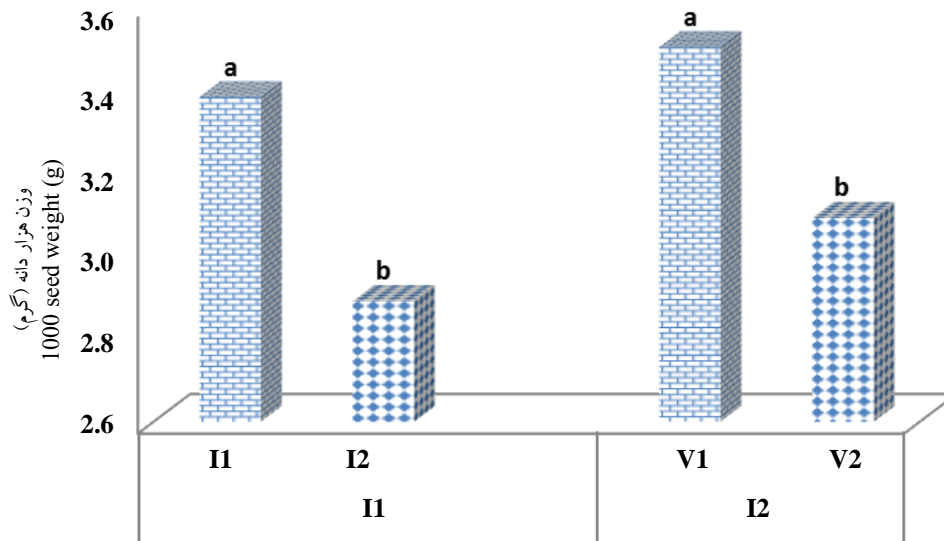 3.6
3.4
3.2
3.0
2.8
2.6
وزن هزار دانه (گرم)
1000 seed weight (g)
a
b
a
b
I1 I2 V1 V2
I1 I2